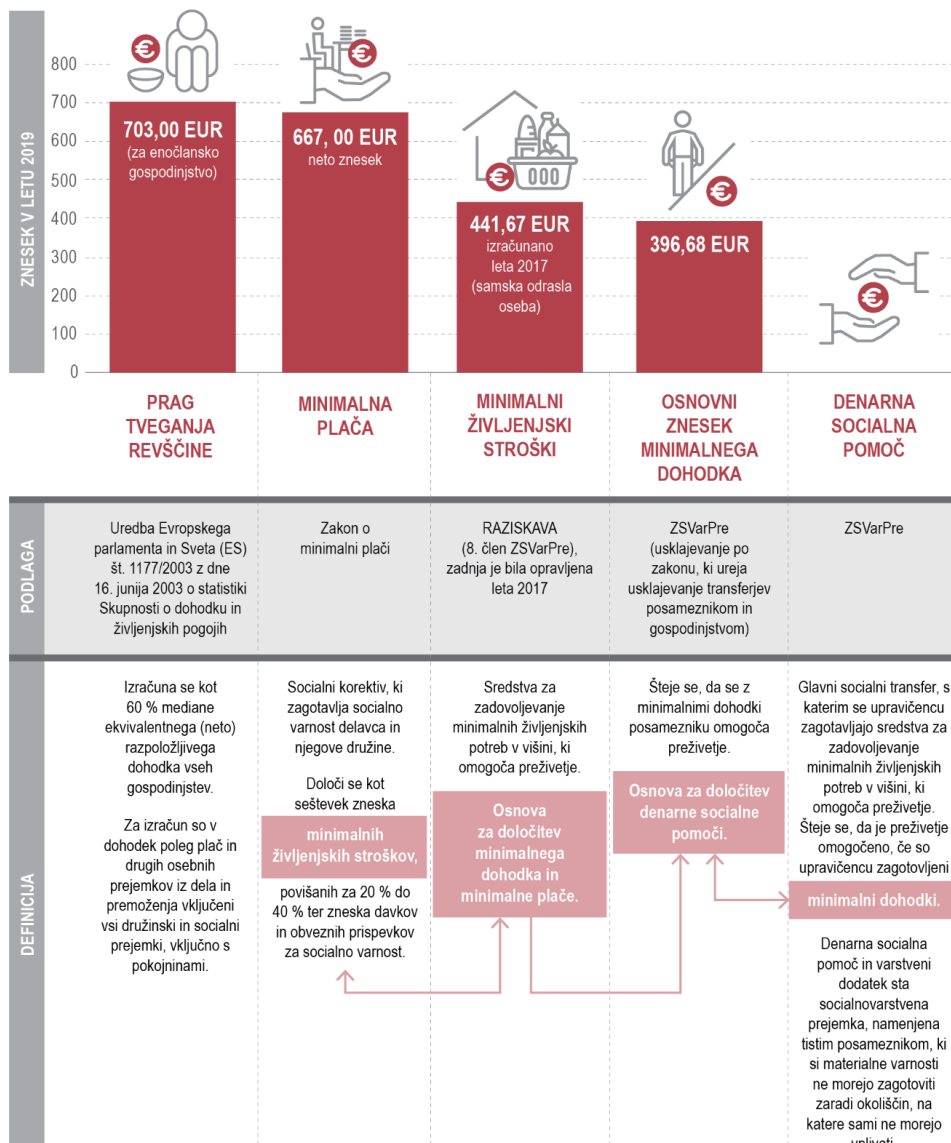 ZNESEK V LETU 2019
800
700
600
500
400
300
200
100
0
€
703,00 EUR
(za enočlansko
gospodinjstvo)
€
667, 00 EUR
neto znesek
€
441,67 EUR
izračunano
leta 2017
(samska odrasla
oseba)
€
396,68 EUR
€
PRAG
TVEGANJA
REVŠČINE
MINIMALNA
PLAČA
MINIMALNI
ŽIVLJENJSKI
STROŠKI
OSNOVNI
ZNESEK
MINIMALNEGA
DOHODKA
DENARNA
SOCIALNA
POMOČ
PODLAGA
Uredba Evropskega
parlamenta in Sveta (ES)
št. 1177/2003 z dne
16. junija 2003 o statistiki
Skupnosti o dohodku in
življenjskih pogojih
Zakon o
minimalni plači
RAZISKAVA
(8. člen ZSVarPre),
zadnja je bila opravljena
leta 2017
ZSVarPre
(usklajevanje po
zakonu, ki ureja
usklajevanje transferjev
posameznikom in
gospodinjstvom)
ZSVarPre
DEFINICIJA
Izračuna se kot
60 % mediane
ekvivalentnega (neto)
razpoložljivega
dohodka vseh
gospodinjstev.
Za izračun so v
dohodek poleg plač in
drugih osebnih
prejemkov iz dela in
premoženja vključeni
vsi družinski in socialni
prejemki, vključno s
pokojninami.
Socialni korektiv, ki
zagotavlja socialno
varnost delavca in
njegove družine.
Določi se kot
seštevek zneska
minimalnih
življenjskih stroškov,
povišanih za 20 % do
40 % ter zneska davkov
in obveznih prispevkov
za socialno varnost.
Sredstva za
zadovoljevanje
minimalnih življenjskih
potreb v višini, ki
omogoča preživetje.
Osnova
za določitev
minimalnega
dohodka in
minimalne plače.
Šteje se, da se z
minimalnimi dohodki
posamezniku omogoča
preživetje.
Osnova za določitev
denarne socialne
pomoči.
Glavni socialni transfer, s
katerim se upravičencu
zagotavljajo sredstva za
zadovoljevanje
minimalnih življenjskih
potreb v višini, ki
omogoča preživetje.
Šteje se, da je preživetje
omogočeno, če so
upravičencu zagotovljeni
minimalni dohodki.
Denarna socialna
pomoč in varstveni
dodatek sta
socialnovarstvena
prejemka, namenjena
tistim posameznikom, ki
si materialne varnosti
ne morejo zagotoviti
zaradi okoliščin, na
katere sami ne morejo